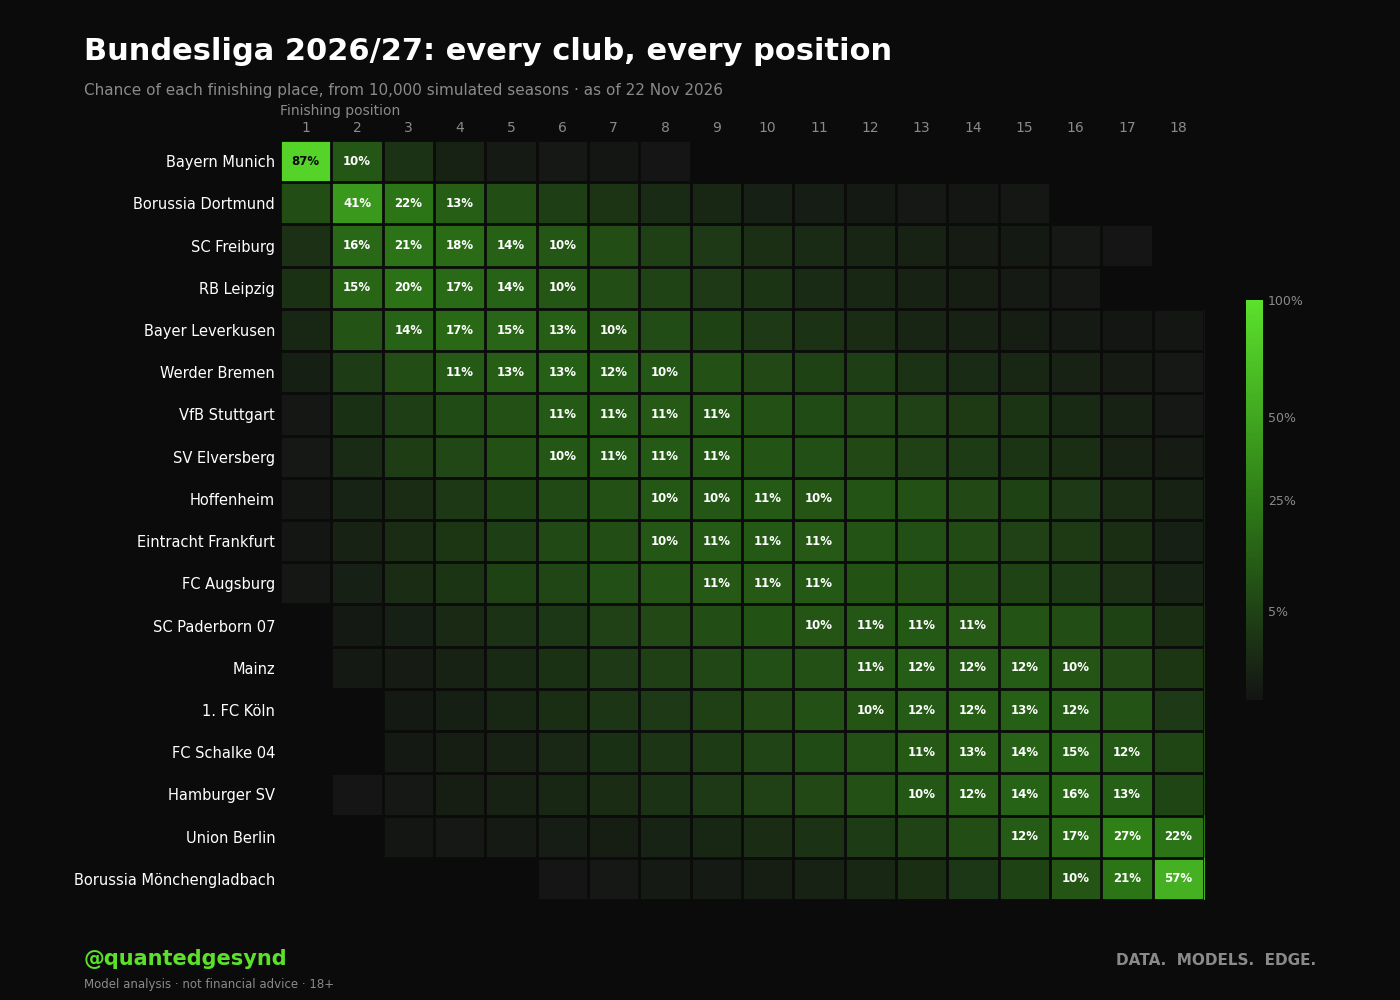 Bundesliga 2026/27: every club, every position
Chance of each finishing place, from 10,000 simulated seasons · as of 22 Nov 2026
Finishing position
1 2 3 4 5 6 7 8 9 10 11 12 13 14 15 16 17 18
Bayern Munich 87% 10%
Borussia Dortmund 41% 22% 13%
SC Freiburg 16% 21% 18% 14% 10%
RB Leipzig 15% 20% 17% 14% 10%
Bayer Leverkusen 14% 17% 15% 13% 10%
Werder Bremen 11% 13% 13% 12% 10%
VfB Stuttgart 11% 11% 11% 11%
SV Elversberg 10% 11% 11% 11%
Hoffenheim 10% 10% 11% 10%
Eintracht Frankfurt 10% 11% 11% 11%
FC Augsburg 11% 11% 11%
SC Paderborn 07 10% 11% 11% 11%
Mainz 11% 12% 12% 12% 10%
1. FC Köln 10% 12% 12% 13% 12%
FC Schalke 04 11% 13% 14% 15% 12%
Hamburger SV 10% 12% 14% 16% 13%
Union Berlin 12% 17% 27% 22%
Borussia Mönchengladbach 10% 21% 57%
100%
50%
25%
5%
@quantedgesynd
DATA. MODELS. EDGE.
Model analysis · not financial advice · 18+